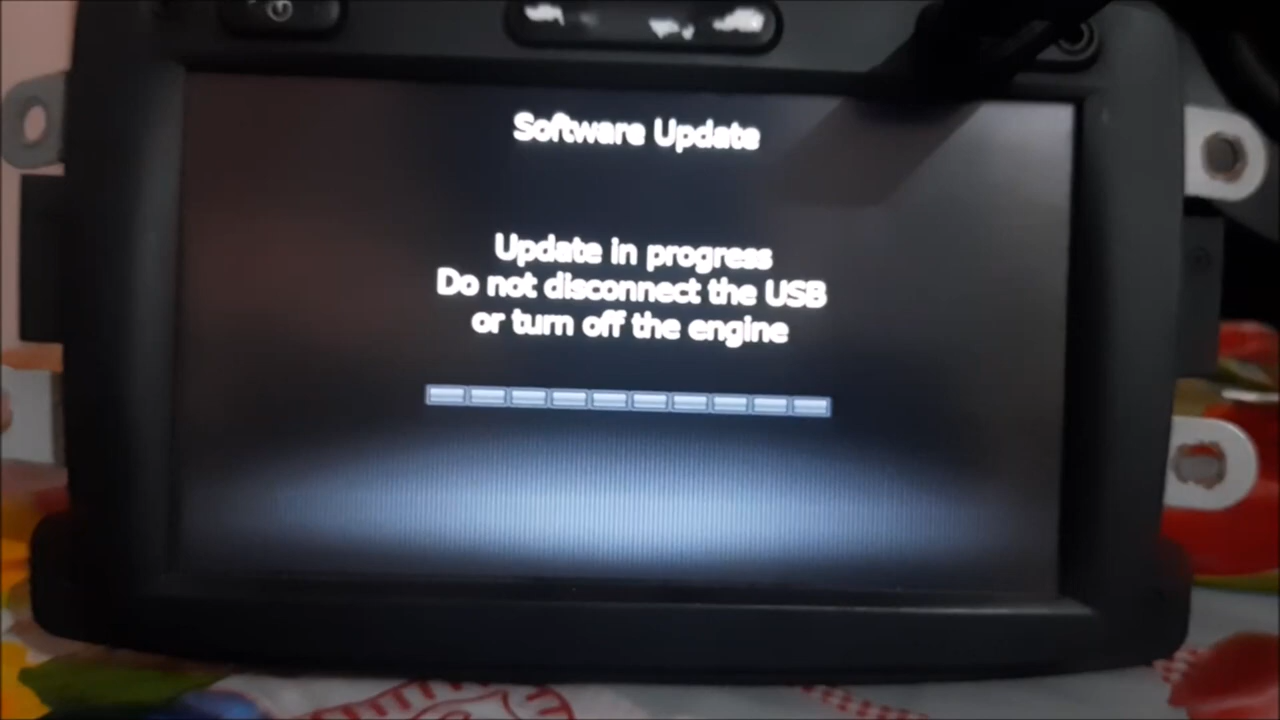 Software Update
Update in progress
Do not disconnect the USB
or turn off the engine